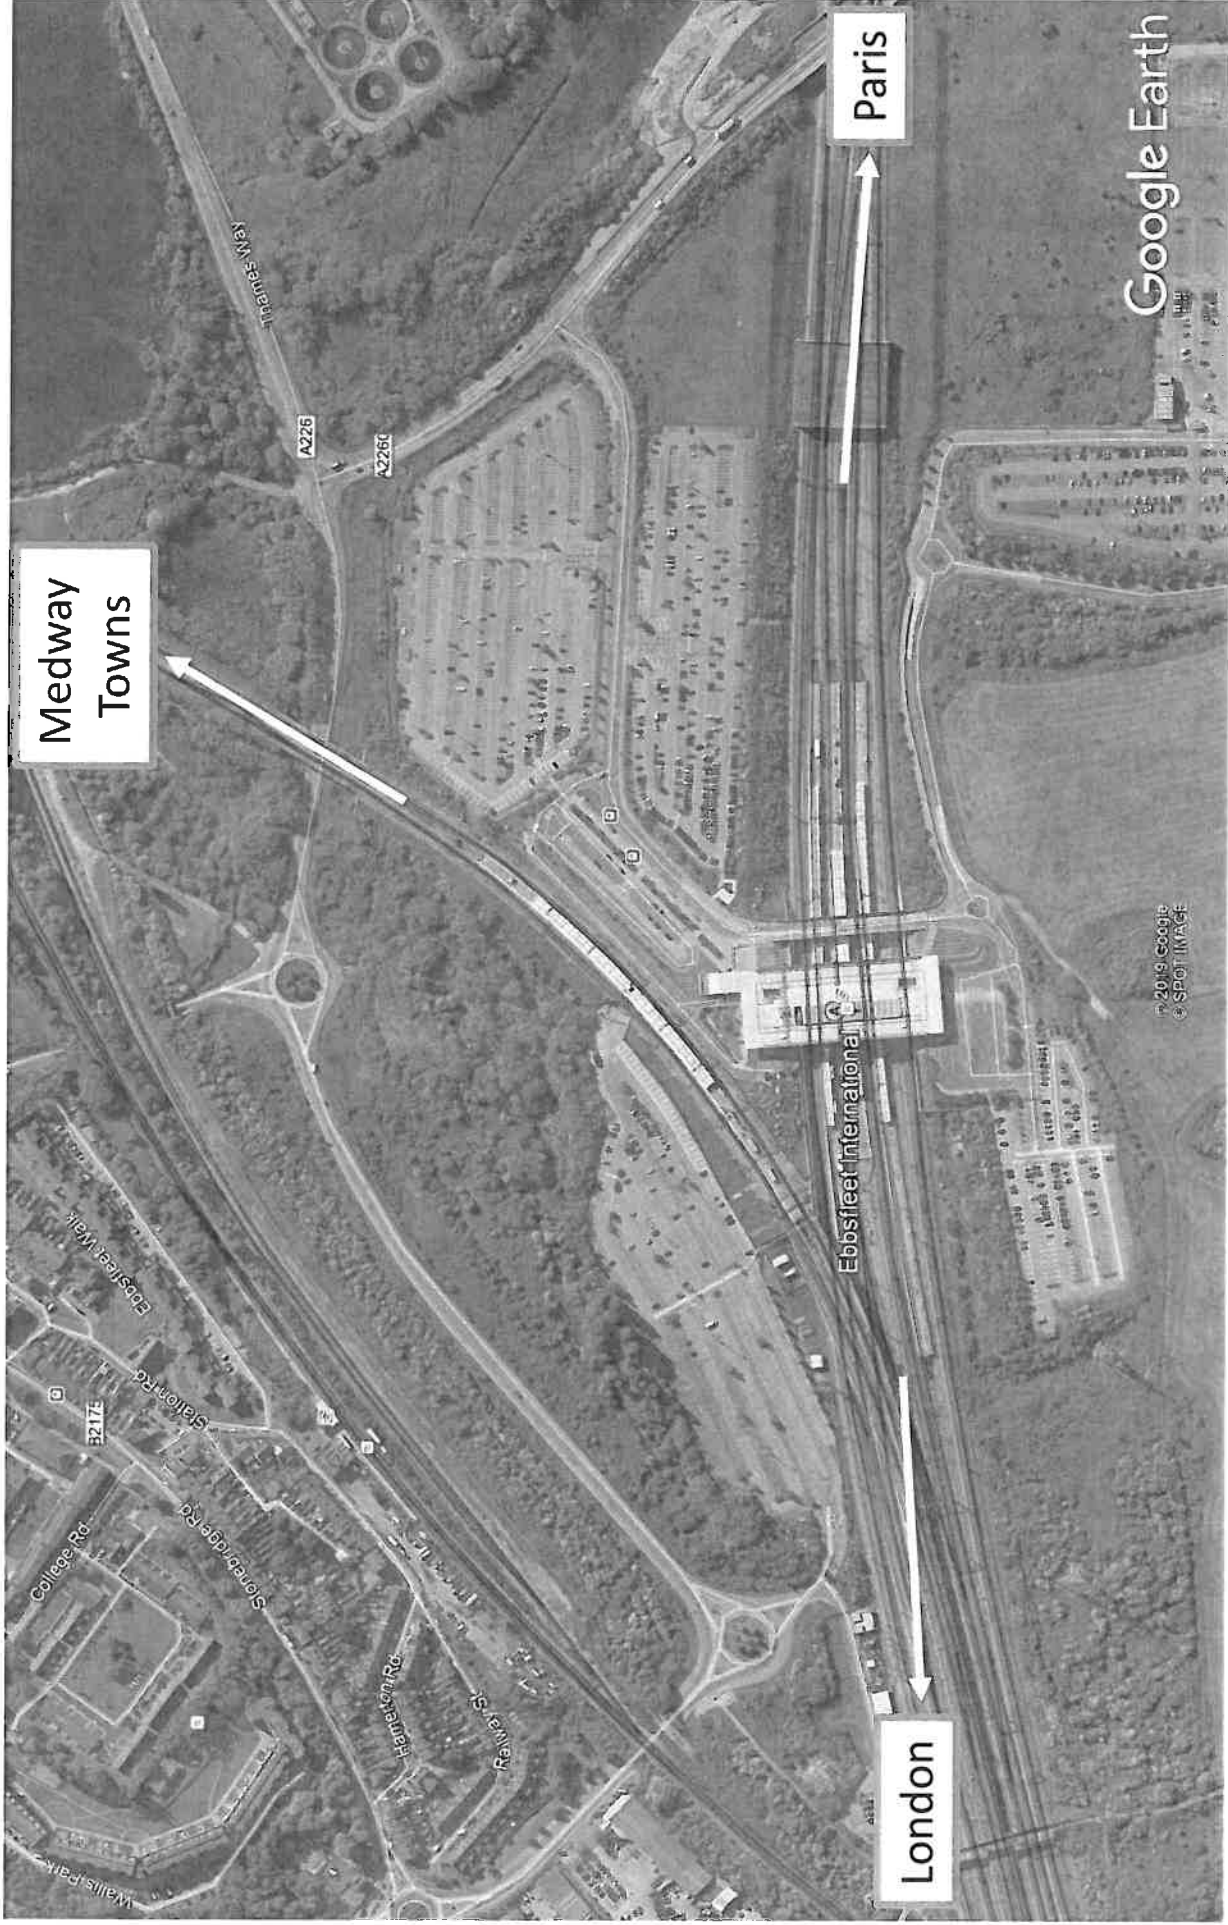 Medway
Towns
Thames Way
A226
A2260
Paris
Google Earth
Ebbsfleet Walk
Station Rd
College Rd
Stonebridge Rd
Hamerton Rd
Railway St
Wallis Park
Ebbsfleet International
London
© 2019 Google
© SPOT IMAGE